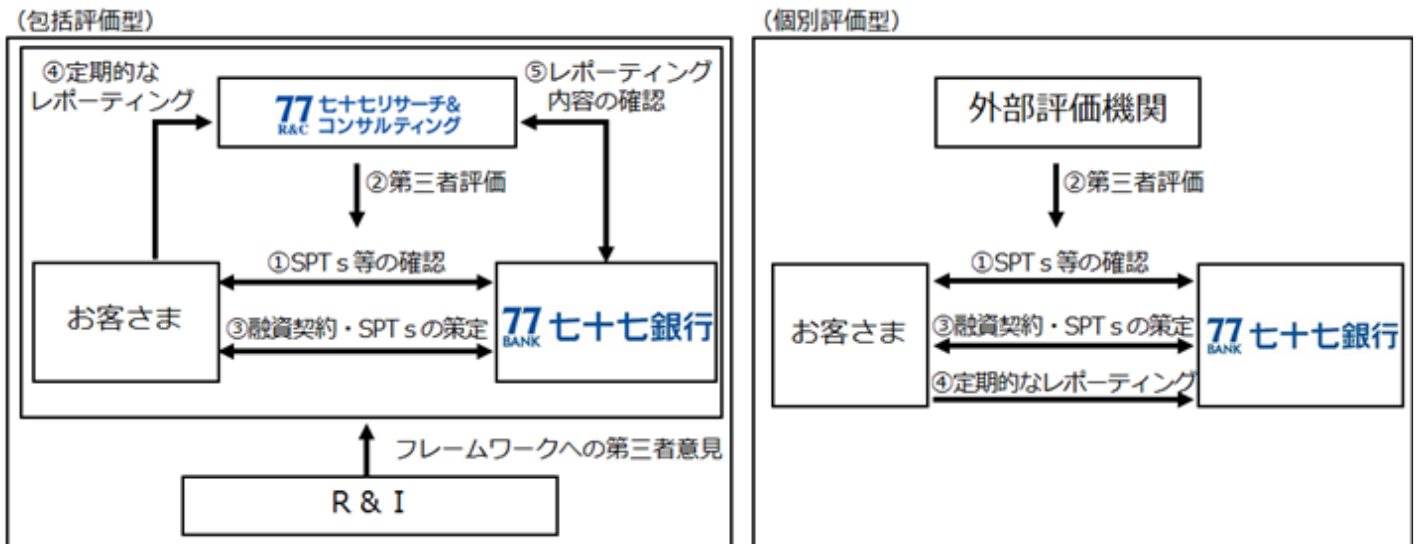 （包括評価型）
④定期的な
レポーティング
77 R&C 七十七リサーチ&
コンサルティング
⑤レポーティング
内容の確認
②第三者評価
①SPTｓ等の確認
お客さま
③融資契約・SPTｓの策定
77 BANK 七十七銀行
フレームワークへの第三者意見
Ｒ＆Ｉ
（個別評価型）
外部評価機関
②第三者評価
①SPTｓ等の確認
お客さま
③融資契約・SPTｓの策定
77 BANK 七十七銀行
④定期的なレポーティング